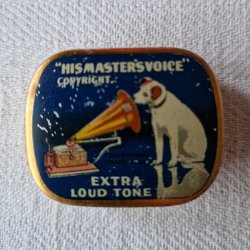 "HIS MASTER'S VOICE"
COPYRIGHT.
EXTRA
LOUD TONE